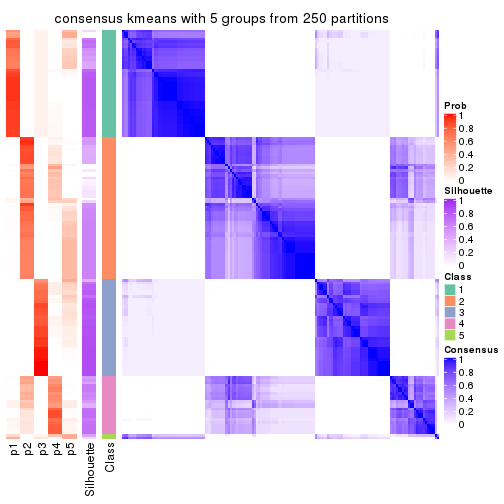 consensus kmeans with 5 groups from 250 partitions
Prob
1
0.8
0.6
0.4
0.2
0
Silhouette
1
0.8
0.6
0.4
0.2
0
Class
1
2
3
4
5
Consensus
1
0.8
0.6
0.4
0.2
0
p1
p2
p3
p4
p5
Silhouette
Class